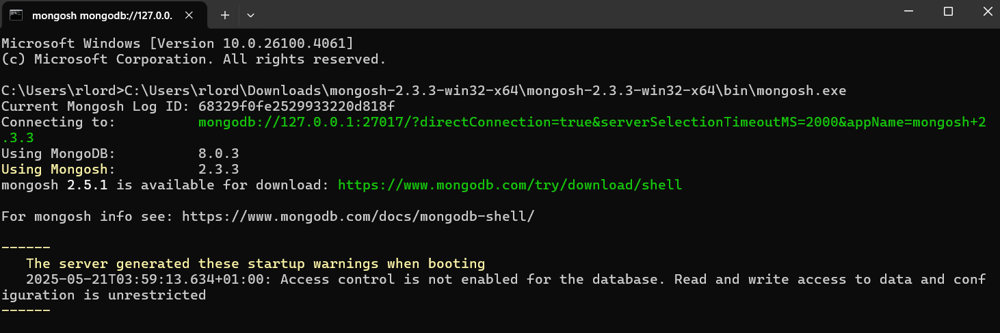 mongosh mongodb://127.0.0.
Microsoft Windows [Version 10.0.26100.4061]
(c) Microsoft Corporation. All rights reserved.
C:\Users\rlord>C:\Users\rlord\Downloads\mongosh-2.3.3-win32-x64\mongosh-2.3.3-win32-x64\bin\mongosh.exe
Current Mongosh Log ID: 68329f0fe2529933220d818f
Connecting to:          mongodb://127.0.0.1:27017/?directConnection=true&serverSelectionTimeoutMS=2000&appName=mongosh+2
.3.3
Using MongoDB:          8.0.3
Using Mongosh:          2.3.3
mongosh 2.5.1 is available for download: https://www.mongodb.com/try/download/shell
For mongosh info see: https://www.mongodb.com/docs/mongodb-shell/
------
   The server generated these startup warnings when booting
   2025-05-21T03:59:13.634+01:00: Access control is not enabled for the database. Read and write access to data and conf
iguration is unrestricted
------